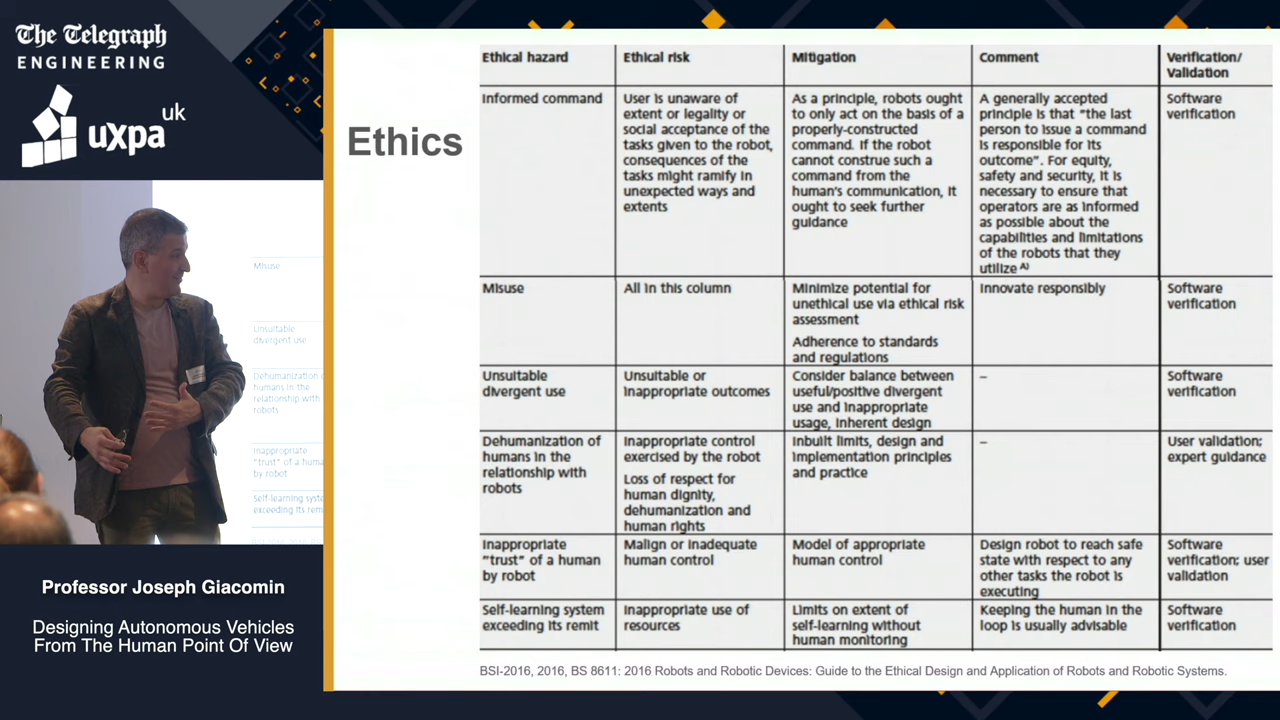 The Telegraph
ENGINEERING
uxpa uk
Misuse
Unsuitable
divergent use
Dehumanization
humans in the
relationship with
robots
Inappropriate
"trust" of a
by robot
Self-learning
exceeding its
Professor Joseph Giacomin
Designing Autonomous Vehicles
From The Human Point Of View
Ethics
Ethical hazard
Ethical risk
Mitigation
Comment
Verification/
Validation
Informed command
User is unaware of
extent or legality or
social acceptance of the
tasks given to the robot,
consequences of the
tasks might ramify in
unexpected ways and
extents
As a principle, robots ought
to only act on the basis of a
properly-constructed
command. If the robot
cannot construe such a
command from the
human's communication, it
ought to seek further
guidance
A generally accepted
principle is that "the last
person to issue a command
is responsible for its
outcome". For equity,
safety and security, it is
necessary to ensure that
operators are as informed
as possible about the
capabilities and limitations
of the robots that they
utilize A)
Software
verification
Misuse
All in this column
Minimize potential for
unethical use via ethical risk
assessment
Adherence to standards
and regulations
Innovate responsibly
Software
verification
Unsuitable
divergent use
Unsuitable or
inappropriate outcomes
Consider balance between
useful/positive divergent
use and inappropriate
usage, inherent design
–
Software
verification
Dehumanization of
humans in the
relationship with
robots
Inappropriate control
exercised by the robot
Loss of respect for
human dignity,
dehumanization and
human rights
Inbuilt limits, design and
implementation principles
and practice
–
User validation;
expert guidance
Inappropriate
"trust" of a human
by robot
Malign or inadequate
human control
Model of appropriate
human control
Design robot to reach safe
state with respect to any
other tasks the robot is
executing
Software
verification; user
validation
Self-learning system
exceeding its remit
Inappropriate use of
resources
Limits on extent of
self-learning without
human monitoring
Keeping the human in the
loop is usually advisable
Software
verification
BSI-2016, 2016, BS 8611: 2016 Robots and Robotic Devices: Guide to the Ethical Design and Application of Robots and Robotic Systems.